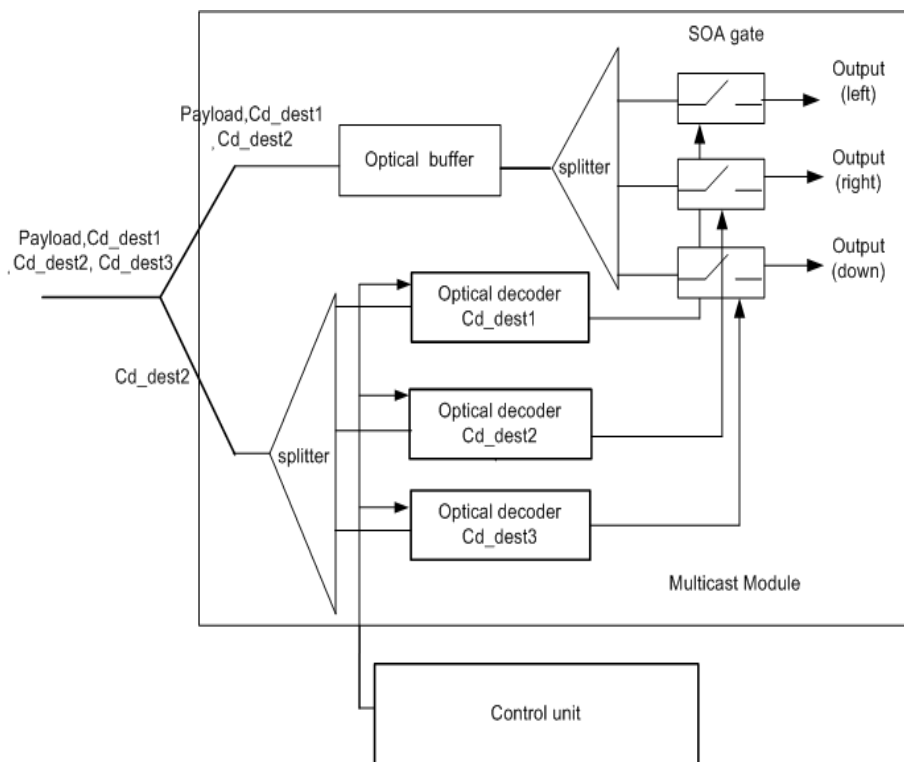 SOA gate
Output
(left)
Payload,Cd_dest1
,Cd_dest2
Optical buffer
splitter
Output
(right)
Payload,Cd_dest1
,Cd_dest2, Cd_dest3
Output
(down)
Optical decoder
Cd_dest1
Cd_dest2
Optical decoder
Cd_dest2
splitter
Optical decoder
Cd_dest3
Multicast Module
Control unit